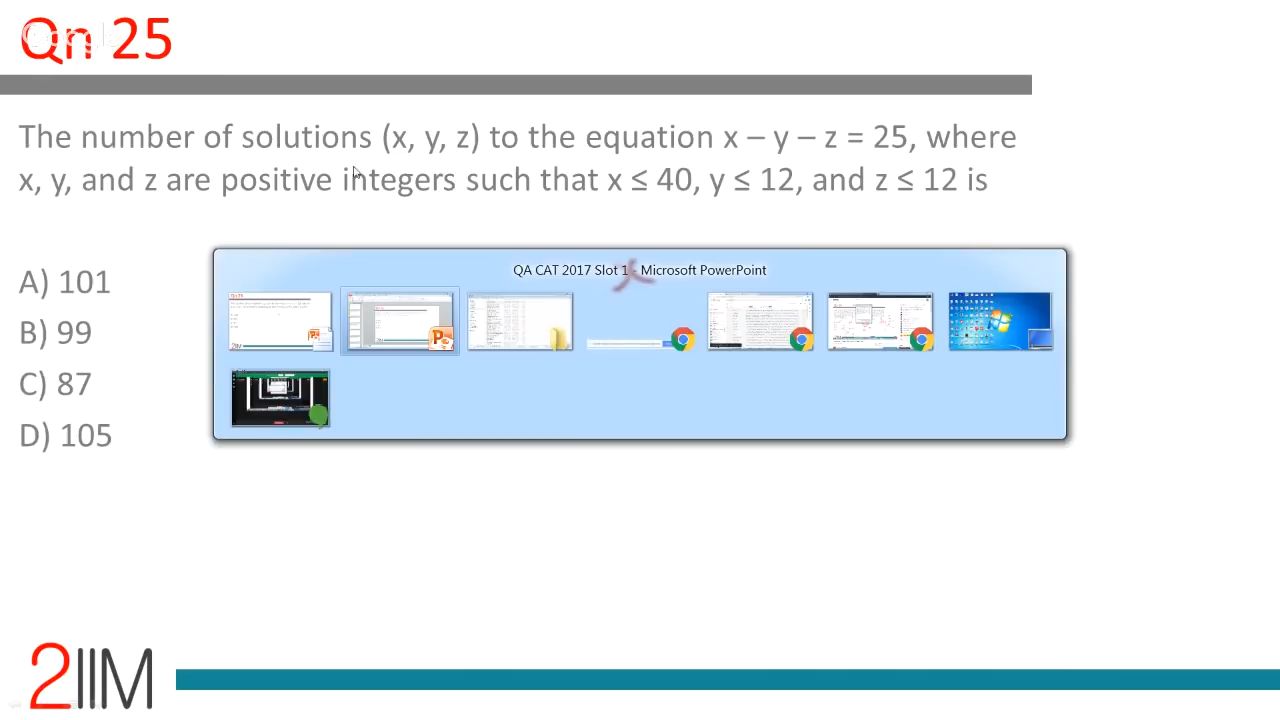 Qn 25
The number of solutions (x, y, z) to the equation x – y – z = 25, where
x, y, and z are positive integers such that x ≤ 40, y ≤ 12, and z ≤ 12 is
QA CAT 2017 Slot 1 - Microsoft PowerPoint
A) 101
B) 99
C) 87
D) 105
2IIM